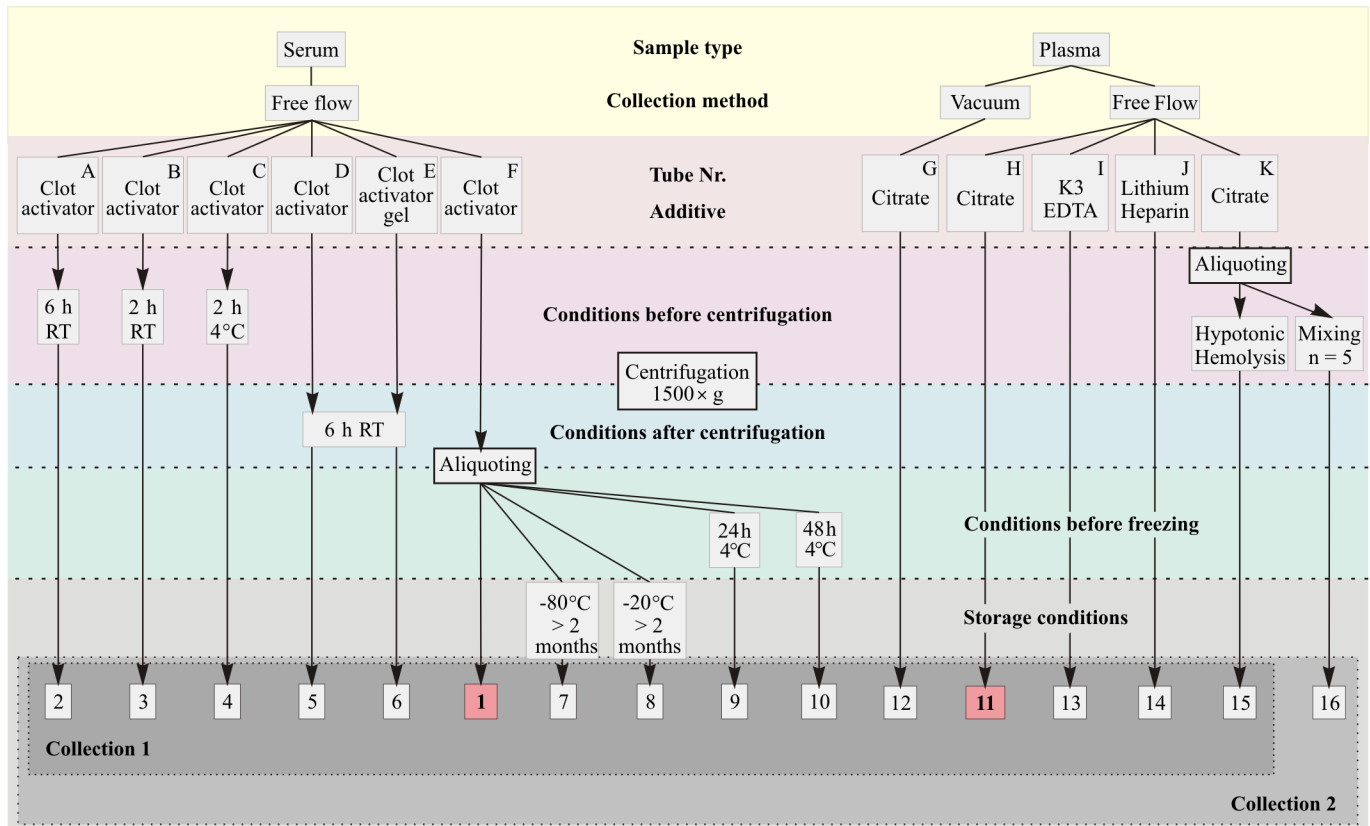 Serum
Sample type
Plasma
Free flow
Collection method
Vacuum
Free Flow
A
Clot
activator
B
Clot
activator
C
Clot
activator
D
Clot
activator
E
Clot
activator
gel
F
Clot
activator
Tube Nr.
Additive
G
Citrate
H
Citrate
I
K3
EDTA
J
Lithium
Heparin
K
Citrate
Aliquoting
6 h
RT
2 h
RT
2 h
4°C
Conditions before centrifugation
Hypotonic
Hemolysis
Mixing
n = 5
Centrifugation
1500× g
6 h RT
Conditions after centrifugation
Aliquoting
24h
4°C
48h
4°C
Conditions before freezing
-80°C
> 2
months
-20°C
> 2
months
Storage conditions
2 3 4 5 6 1 7 8 9 10 12 11 13 14 15 16
Collection 1
Collection 2